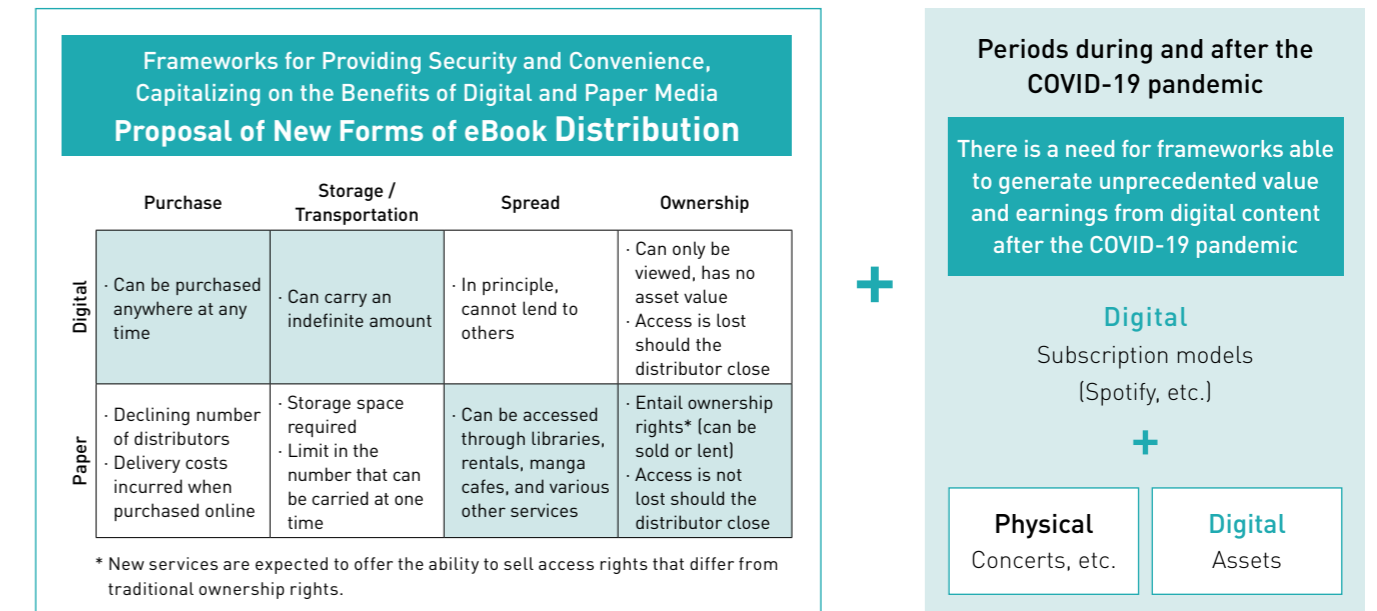 Frameworks for Providing Security and Convenience,
Capitalizing on the Benefits of Digital and Paper Media
Proposal of New Forms of eBook Distribution
Purchase
Storage /
Transportation
Spread
Ownership
Digital
· Can be purchased
anywhere at any
time
· Can carry an
indefinite amount
· In principle,
cannot lend to
others
· Can only be
viewed, has no
asset value
· Access is lost
should the
distributor close
Paper
· Declining number
of distributors
· Delivery costs
incurred when
purchased online
· Storage space
required
· Limit in the
number that can
be carried at one
time
· Can be accessed
through libraries,
rentals, manga
cafes, and various
other services
· Entail ownership
rights* (can be
sold or lent)
· Access is not
lost should the
distributor close
* New services are expected to offer the ability to sell access rights that differ from
traditional ownership rights.
+
Periods during and after the
COVID-19 pandemic
There is a need for frameworks able
to generate unprecedented value
and earnings from digital content
after the COVID-19 pandemic
Digital
Subscription models
(Spotify, etc.)
+
Physical
Concerts, etc.
Digital
Assets